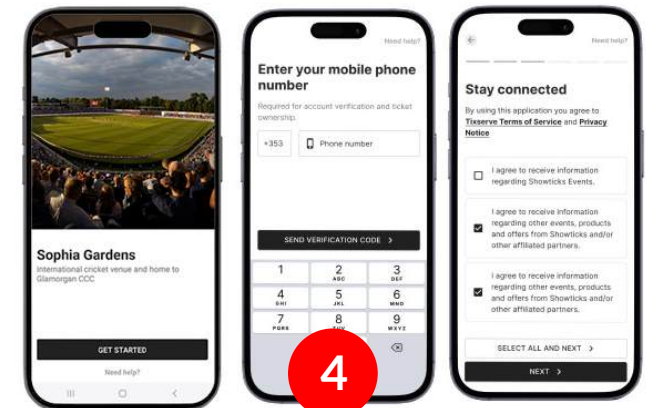 Sophia Gardens
International cricket venue and home to
Glamorgan CCC
GET STARTED
Need help?
Need help?
Enter your mobile phone
number
Required for account verification and ticket
ownership.
+353
Phone number
SEND VERIFICATION CODE >
1
2
ABC
3
DEF
4
GHI
5
JKL
6
MNO
7
PQRS
8
TUV
9
WXYZ
4
Need help?
Stay connected
By using this application you agree to
Tixserve Terms of Service and Privacy
Notice
I agree to receive information
regarding Showticks Events.
I agree to receive information
regarding other events, products
and offers from Showticks and/or
other affiliated partners.
I agree to receive information
regarding other events, products
and offers from Showticks and/or
other affiliated partners.
SELECT ALL AND NEXT >
NEXT >